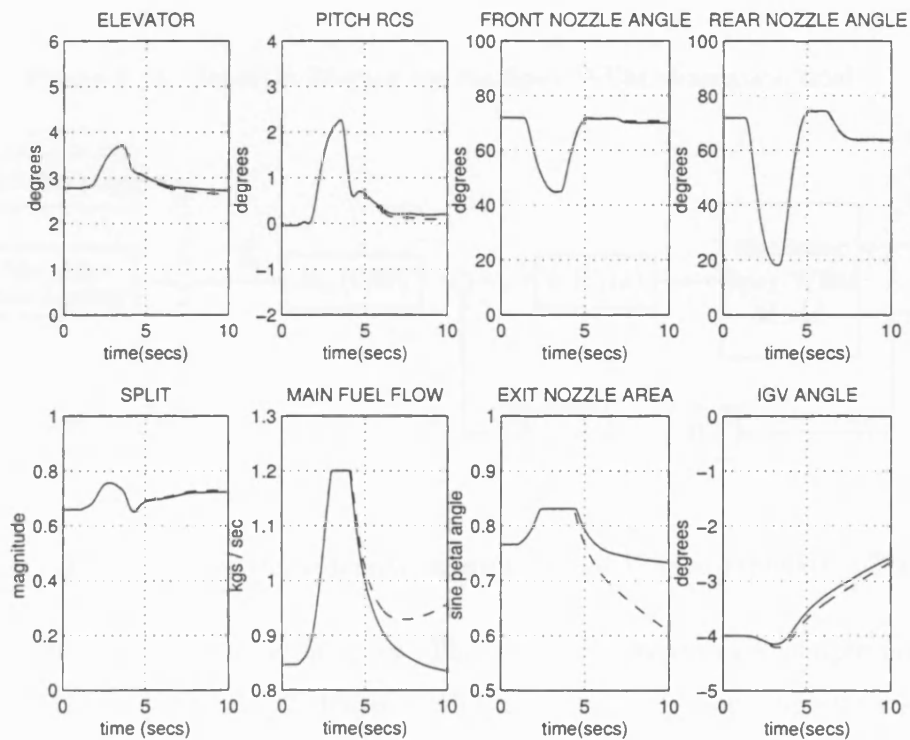 ELEVATOR
6
5
4
3
2
1
0
degrees
0 5 10
time(secs)
PITCH RCS
4
3
2
1
0
−1
−2
degrees
0 5 10
time(secs)
FRONT NOZZLE ANGLE
100
80
60
40
20
0
degrees
0 5 10
time(secs)
REAR NOZZLE ANGLE
100
80
60
40
20
0
degrees
0 5 10
time(secs)
SPLIT
1
0.8
0.6
0.4
0.2
0
magnitude
0 5 10
time (secs)
MAIN FUEL FLOW
1.3
1.2
1.1
1
0.9
0.8
kgs / sec
0 5 10
time(secs)
EXIT NOZZLE AREA
1
0.9
0.8
0.7
0.6
0.5
sine petal angle
0 5 10
time(secs)
IGV ANGLE
0
−1
−2
−3
−4
−5
degrees
0 5 10
time(secs)